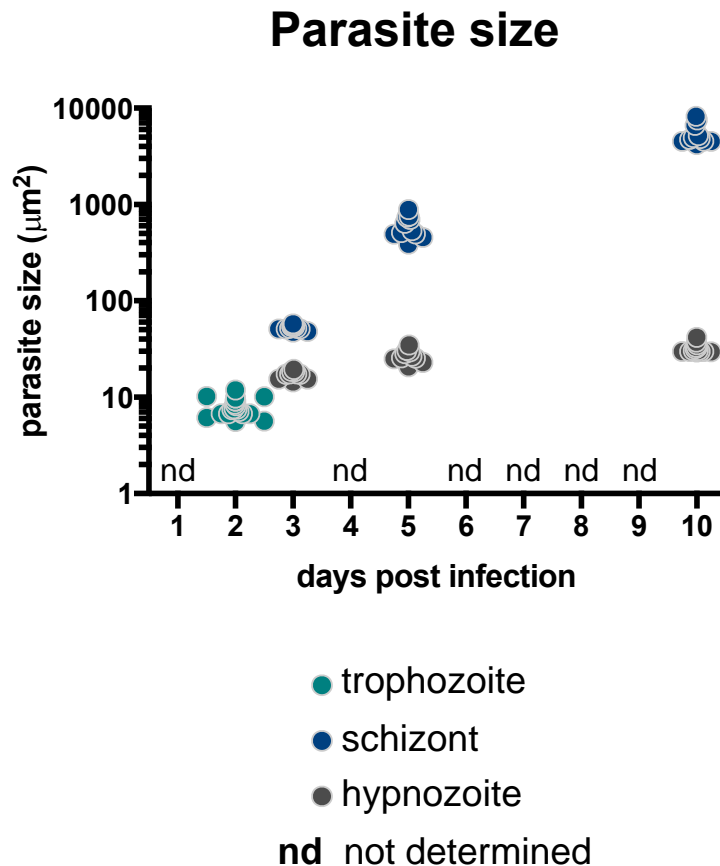 Parasite size
parasite size (μm²)
10000
1000
100
10
1
nd nd nd nd nd nd
1 2 3 4 5 6 7 8 9 10
days post infection
trophozoite
schizont
hypnozoite
nd not determined